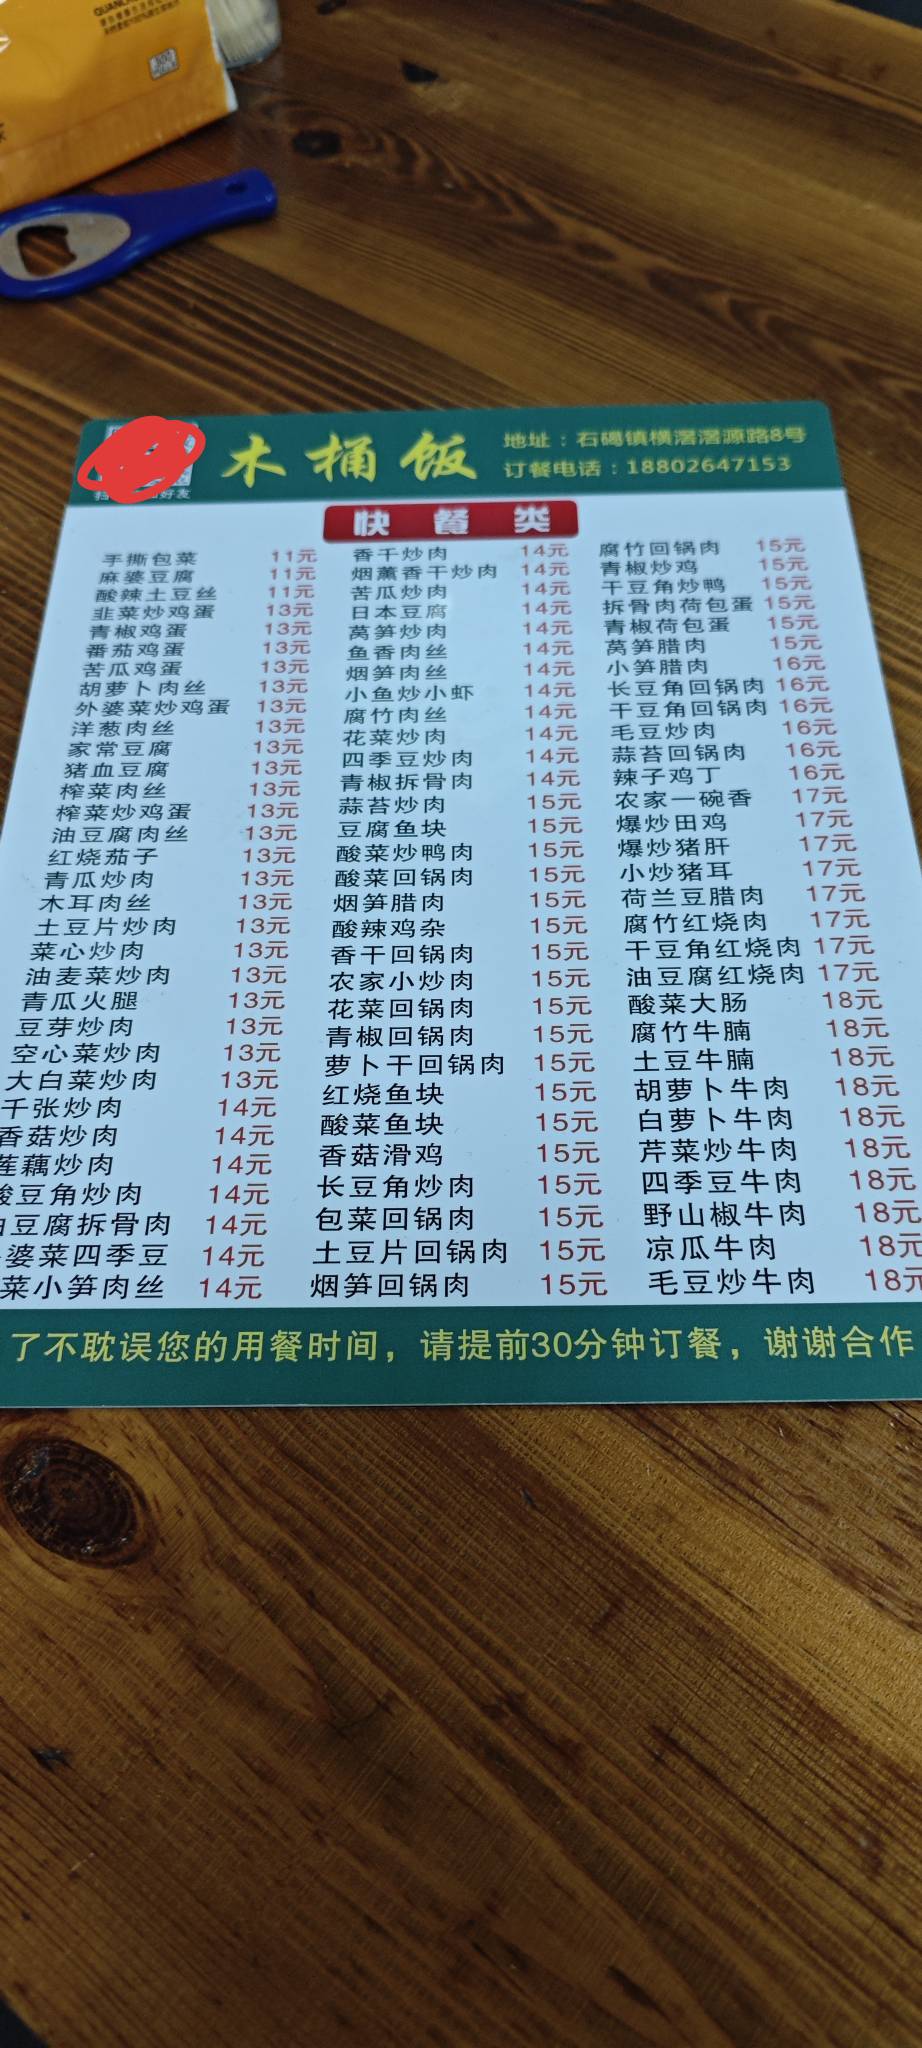 QUANL
木桶饭
地址：石碣镇横滘滘源路8号
订餐电话：18802647153
好友
快餐类
手撕包菜 11元
麻婆豆腐 11元
酸辣土豆丝 11元
韭菜炒鸡蛋 13元
青椒鸡蛋 13元
番茄鸡蛋 13元
苦瓜鸡蛋 13元
胡萝卜肉丝 13元
外婆菜炒鸡蛋 13元
洋葱肉丝 13元
家常豆腐 13元
猪血豆腐 13元
榨菜肉丝 13元
榨菜炒鸡蛋 13元
油豆腐肉丝 13元
红烧茄子 13元
青瓜炒肉 13元
木耳肉丝 13元
土豆片炒肉 13元
菜心炒肉 13元
油麦菜炒肉 13元
青瓜火腿 13元
豆芽炒肉 13元
空心菜炒肉 13元
大白菜炒肉 13元
千张炒肉 14元
香菇炒肉 14元
莲藕炒肉 14元
酸豆角炒肉 14元
油豆腐拆骨肉 14元
婆菜四季豆 14元
菜小笋肉丝 14元
香干炒肉 14元
烟薰香干炒肉 14元
苦瓜炒肉 14元
日本豆腐 14元
莴笋炒肉 14元
鱼香肉丝 14元
烟笋肉丝 14元
小鱼炒小虾 14元
腐竹肉丝 14元
花菜炒肉 14元
四季豆炒肉 14元
青椒拆骨肉 14元
蒜苔炒肉 15元
豆腐鱼块 15元
酸菜炒鸭肉 15元
酸菜回锅肉 15元
烟笋腊肉 15元
酸辣鸡杂 15元
香干回锅肉 15元
农家小炒肉 15元
花菜回锅肉 15元
青椒回锅肉 15元
萝卜干回锅肉 15元
红烧鱼块 15元
酸菜鱼块 15元
香菇滑鸡 15元
长豆角炒肉 15元
包菜回锅肉 15元
土豆片回锅肉 15元
烟笋回锅肉 15元
腐竹回锅肉 15元
青椒炒鸡 15元
干豆角炒鸭 15元
拆骨肉荷包蛋 15元
青椒荷包蛋 15元
莴笋腊肉 15元
小笋腊肉 16元
长豆角回锅肉 16元
干豆角回锅肉 16元
毛豆炒肉 16元
蒜苔回锅肉 16元
辣子鸡丁 16元
农家一碗香 17元
爆炒田鸡 17元
爆炒猪肝 17元
小炒猪耳 17元
荷兰豆腊肉 17元
腐竹红烧肉 17元
干豆角红烧肉 17元
油豆腐红烧肉 17元
酸菜大肠 18元
腐竹牛腩 18元
土豆牛腩 18元
胡萝卜牛肉 18元
白萝卜牛肉 18元
芹菜炒牛肉 18元
四季豆牛肉 18元
野山椒牛肉 18元
凉瓜牛肉 18元
毛豆炒牛肉 18元
了不耽误您的用餐时间，请提前30分钟订餐，谢谢合作